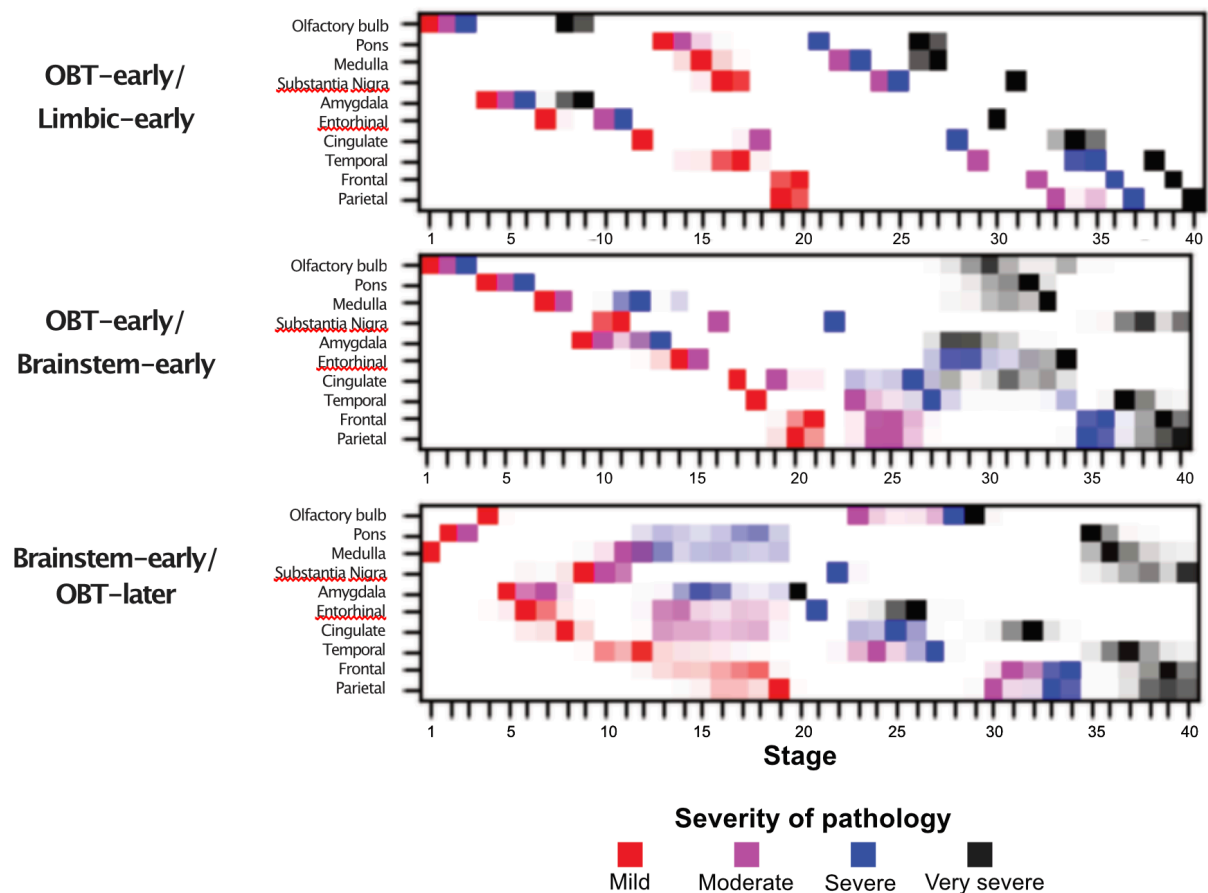 OBT-early/
Limbic-early
Olfactory bulb
Pons
Medulla
Substantia Nigra
Amygdala
Entorhinal
Cingulate
Temporal
Frontal
Parietal
1 5 10 15 20 25 30 35 40
OBT-early/
Brainstem-early
Olfactory bulb
Pons
Medulla
Substantia Nigra
Amygdala
Entorhinal
Cingulate
Temporal
Frontal
Parietal
1 5 10 15 20 25 30 35 40
Brainstem-early/
OBT-later
Olfactory bulb
Pons
Medulla
Substantia Nigra
Amygdala
Entorhinal
Cingulate
Temporal
Frontal
Parietal
1 5 10 15 20 25 30 35 40
Stage
Severity of pathology
Mild Moderate Severe Very severe